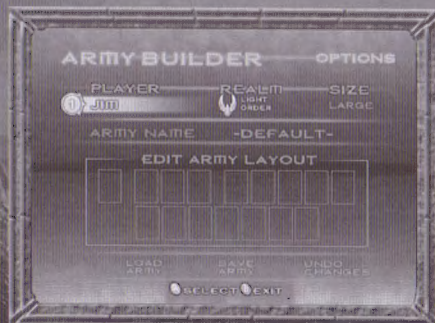 ARMY BUILDER OPTIONS
PLAYER REALM SIZE
1 JIM LIGHT ORDER LARGE
ARMY NAME -DEFAULT-
EDIT ARMY LAYOUT
LOAD ARMY SAVE ARMY UNDO CHANGES
SELECT EXIT